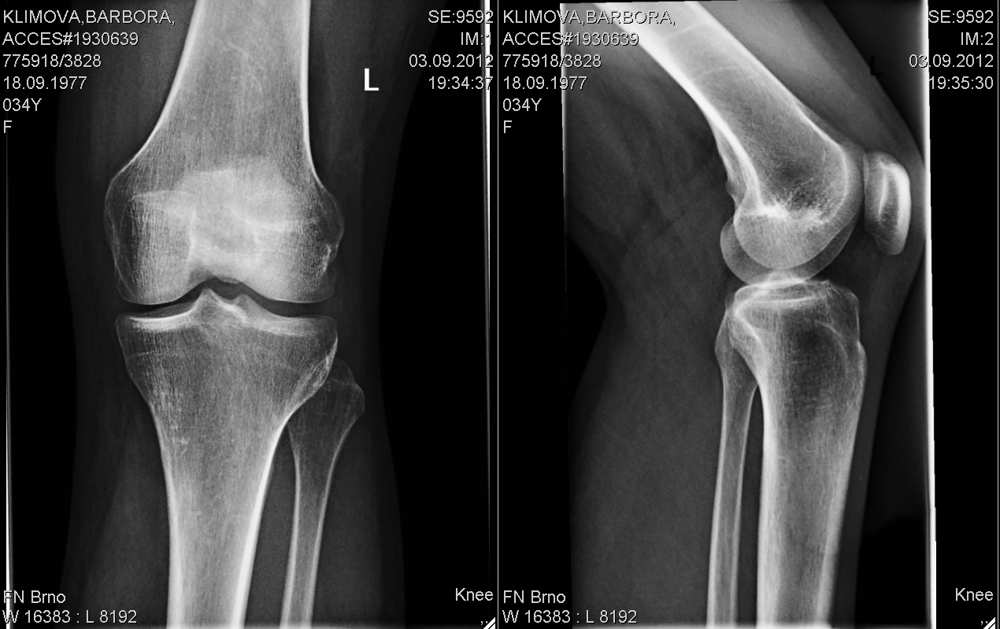 KLIMOVA,BARBORA,
ACCES#1930639
775918/3828
18.09.1977
034Y
F
SE:9592
IM:1
03.09.2012
19:34:37
L
FN Brno
W 16383 : L 8192
Knee
KLIMOVA,BARBORA,
ACCES#1930639
775918/3828
18.09.1977
034Y
F
SE:9592
IM:2
03.09.2012
19:35:30
L
FN Brno
W 16383 : L 8192
Knee